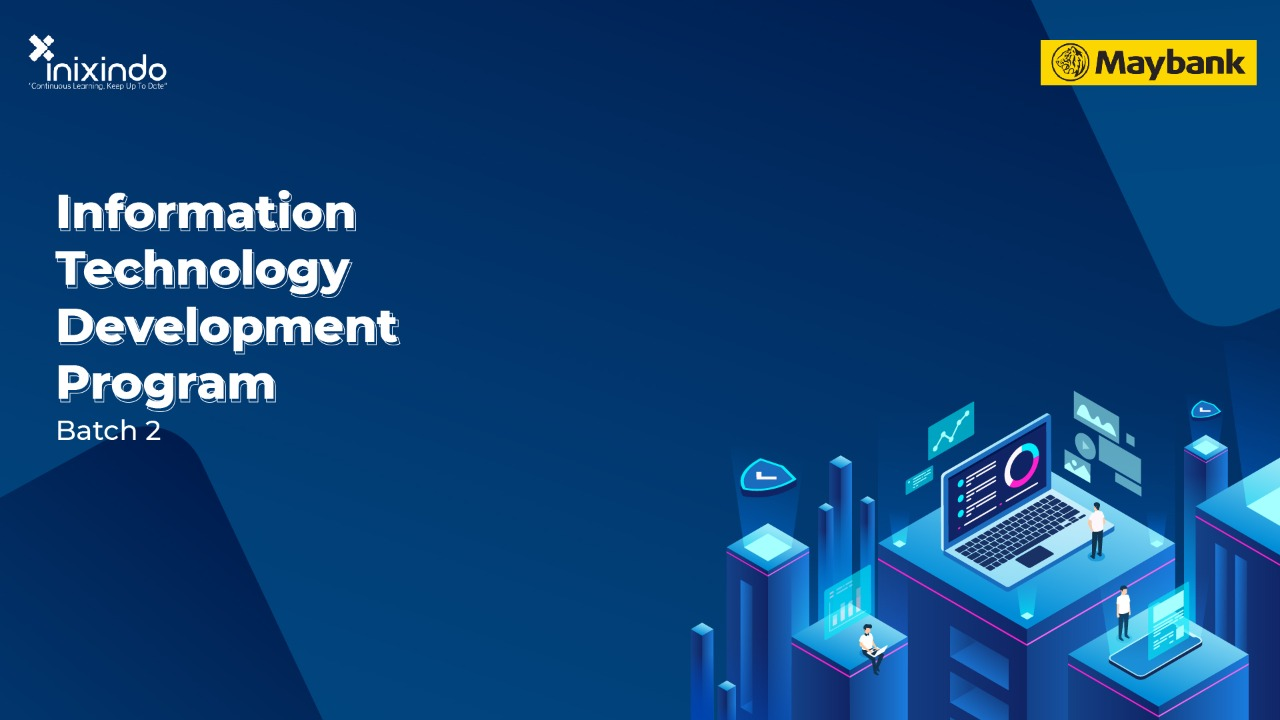 inixindo
"Continuous Learning, Keep Up To Date"
Maybank
Information
Technology
Development
Program
Batch 2